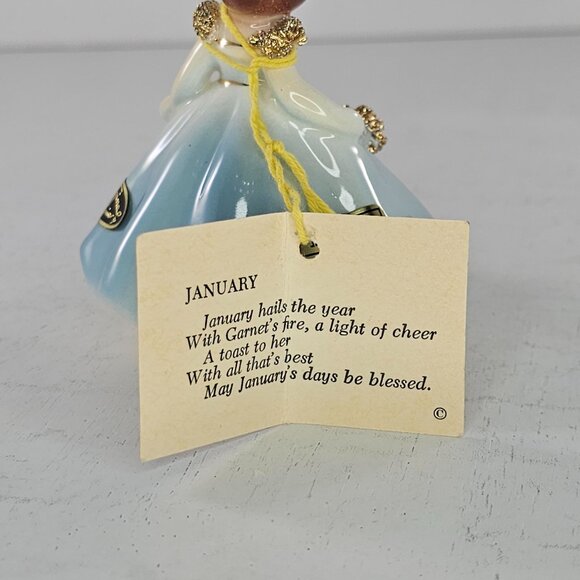 JANUARY
January hails the year
With Garnet's fire, a light of cheer
A toast to her
With all that's best
May January's days be blessed.
©